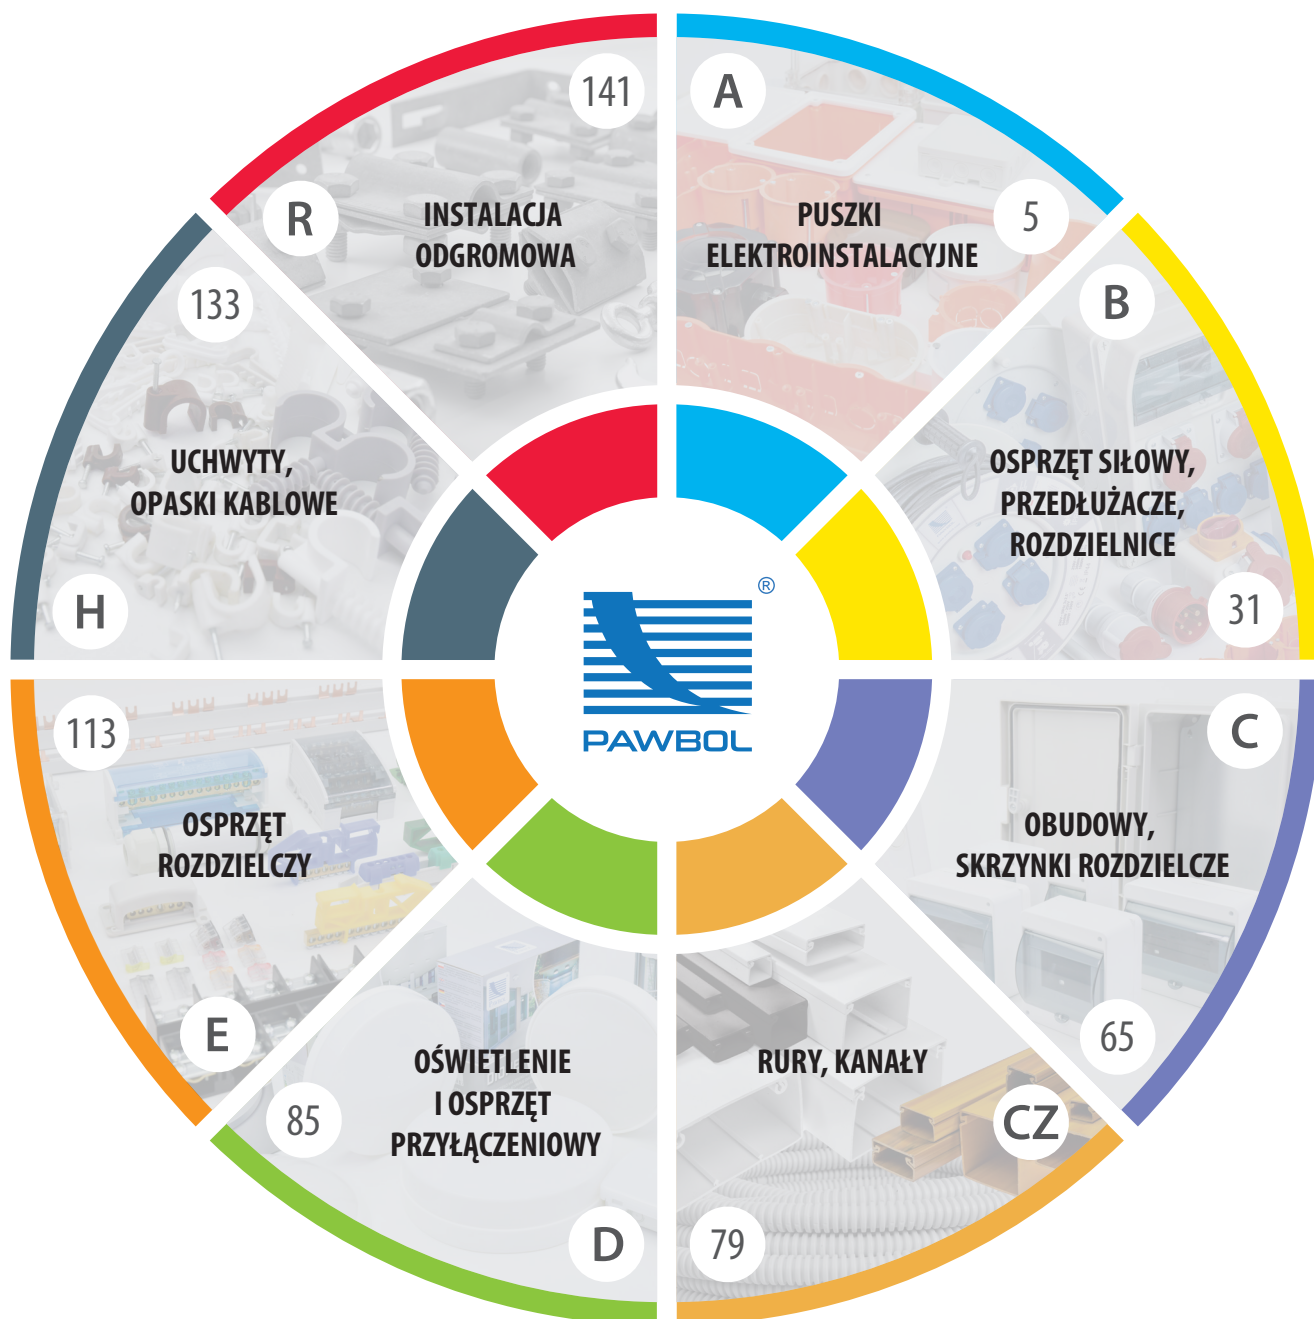 A
PUSZKI
ELEKTROINSTALACYJNE
5
B
OSPRZĘT SIŁOWY,
PRZEDŁUŻACZE,
ROZDZIELNICE
31
C
OBUDOWY,
SKRZYNKI ROZDZIELCZE
65
RURY, KANAŁY
CZ
79
OŚWIETLENIE
I OSPRZĘT
PRZYŁĄCZENIOWY
85
D
113
OSPRZĘT
ROZDZIELCZY
E
133
UCHWYTY,
OPASKI KABLOWE
H
141
R
INSTALACJA
ODGROMOWA
®
PAWBOL